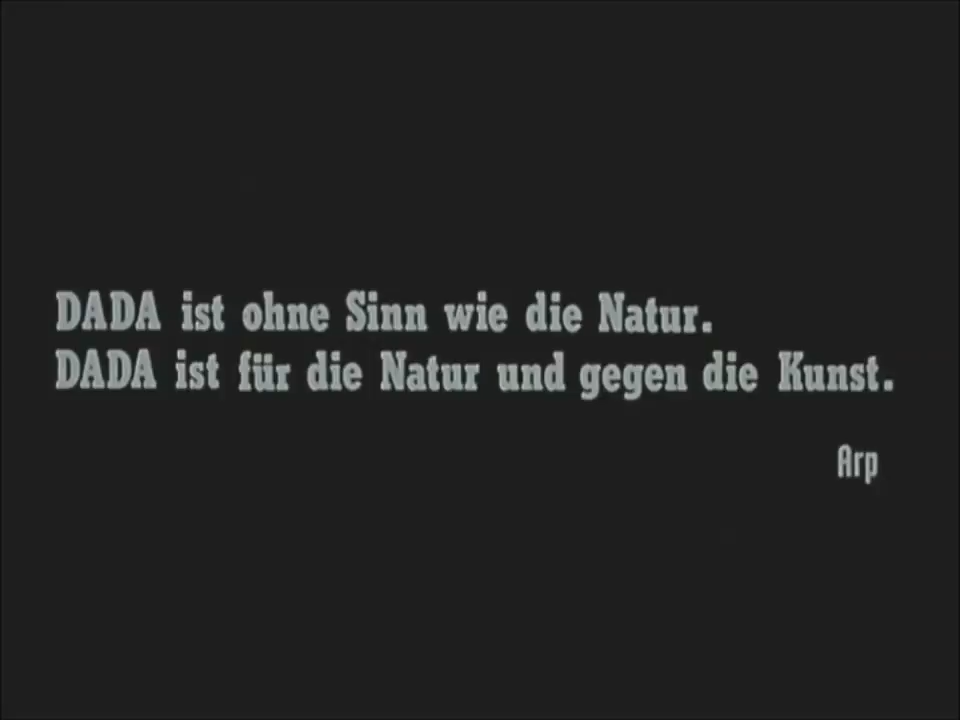 DADA ist ohne Sinn wie die Natur.
DADA ist für die Natur und gegen die Kunst.
Arp